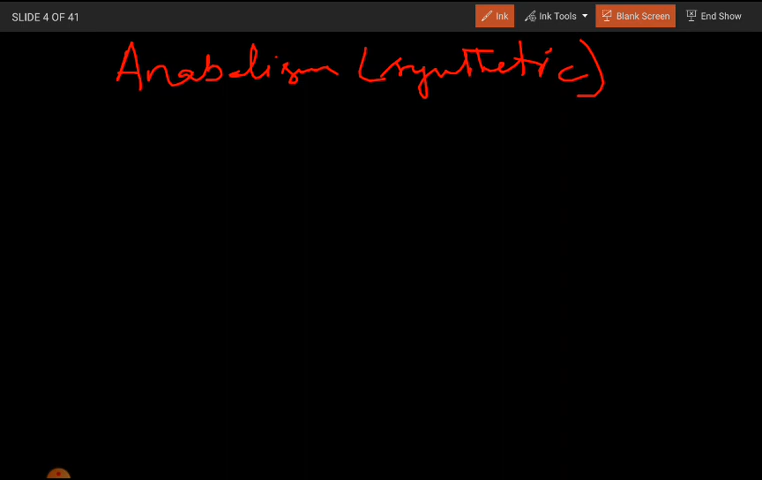 SLIDE 4 OF 41 Ink Ink Tools Blank Screen End Show
Anabolism (synthetic)